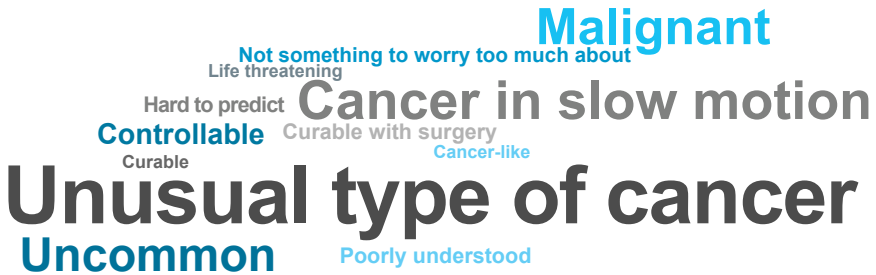 Malignant
Not something to worry too much about
Life threatening
Hard to predict
Cancer in slow motion
Controllable
Curable with surgery
Cancer-like
Curable
Unusual type of cancer
Uncommon
Poorly understood